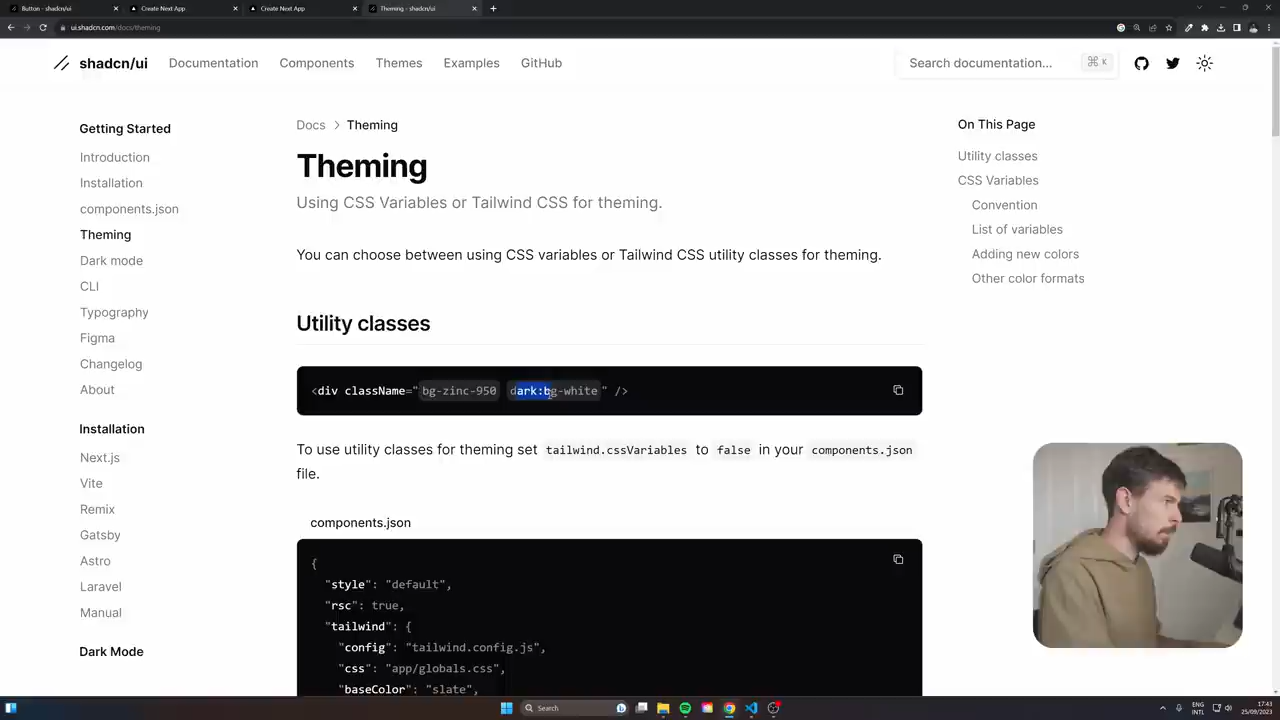 Button - shadcn/ui
Create Next App
Create Next App
Theming - shadcn/ui
ui.shadcn.com/docs/theming
shadcn/ui Documentation Components Themes Examples GitHub Search documentation... ⌘ K
Getting Started
Introduction
Installation
components.json
Theming
Dark mode
CLI
Typography
Figma
Changelog
About
Installation
Next.js
Vite
Remix
Gatsby
Astro
Laravel
Manual
Dark Mode
Docs > Theming
Theming
Using CSS Variables or Tailwind CSS for theming.
You can choose between using CSS variables or Tailwind CSS utility classes for theming.
Utility classes
<div className="bg-zinc-950 dark:bg-white" />
To use utility classes for theming set tailwind.cssVariables to false in your components.json
file.
components.json
{
"style": "default",
"rsc": true,
"tailwind": {
"config": "tailwind.config.js",
"css": "app/globals.css",
"baseColor": "slate",
On This Page
Utility classes
CSS Variables
Convention
List of variables
Adding new colors
Other color formats
Search
ENG
INTL
17:43
25/09/2023